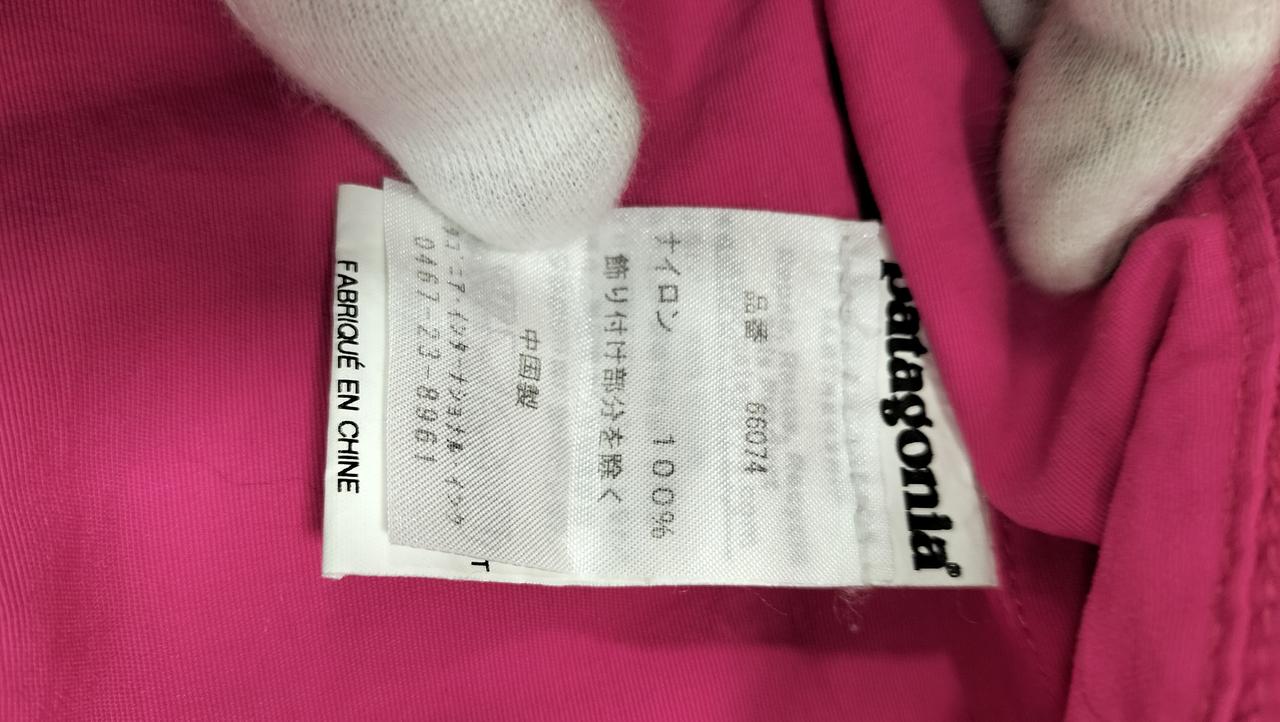 patagonia®
品番 66074
ナイロン 100%
飾り付け部分を除く
中国製
0467-23-8961
T
FABRIQUÉ EN CHINE